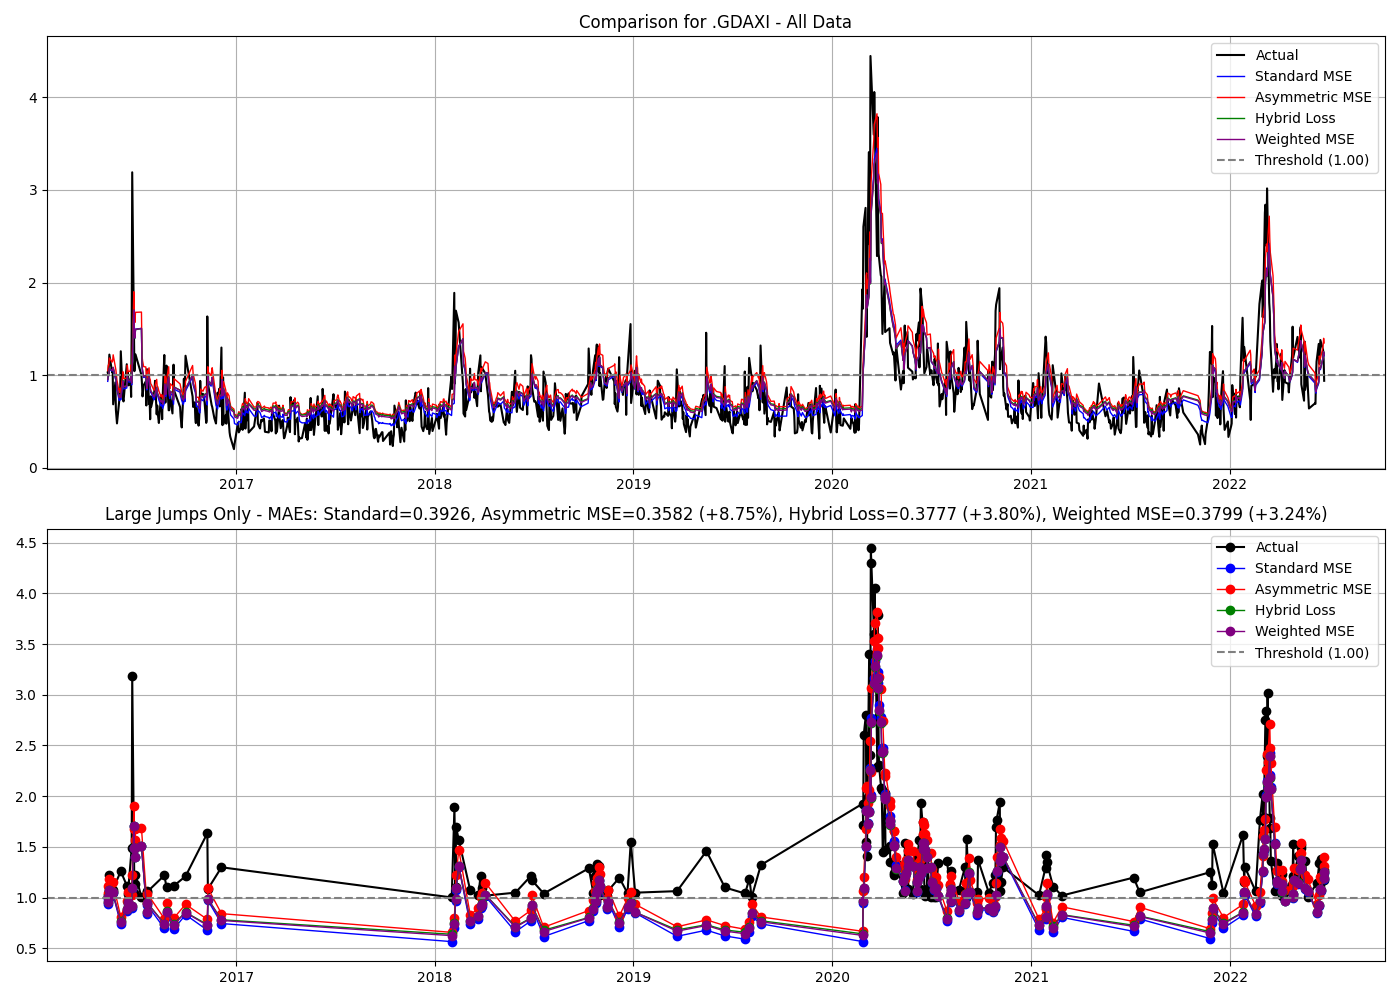 Comparison for .GDAXI - All Data
4
3
2
1
0
Actual
Standard MSE
Asymmetric MSE
Hybrid Loss
Weighted MSE
Threshold (1.00)
2017 2018 2019 2020 2021 2022
Large Jumps Only - MAEs: Standard=0.3926, Asymmetric MSE=0.3582 (+8.75%), Hybrid Loss=0.3777 (+3.80%), Weighted MSE=0.3799 (+3.24%)
4.5
4.0
3.5
3.0
2.5
2.0
1.5
1.0
0.5
Actual
Standard MSE
Asymmetric MSE
Hybrid Loss
Weighted MSE
Threshold (1.00)
2017 2018 2019 2020 2021 2022